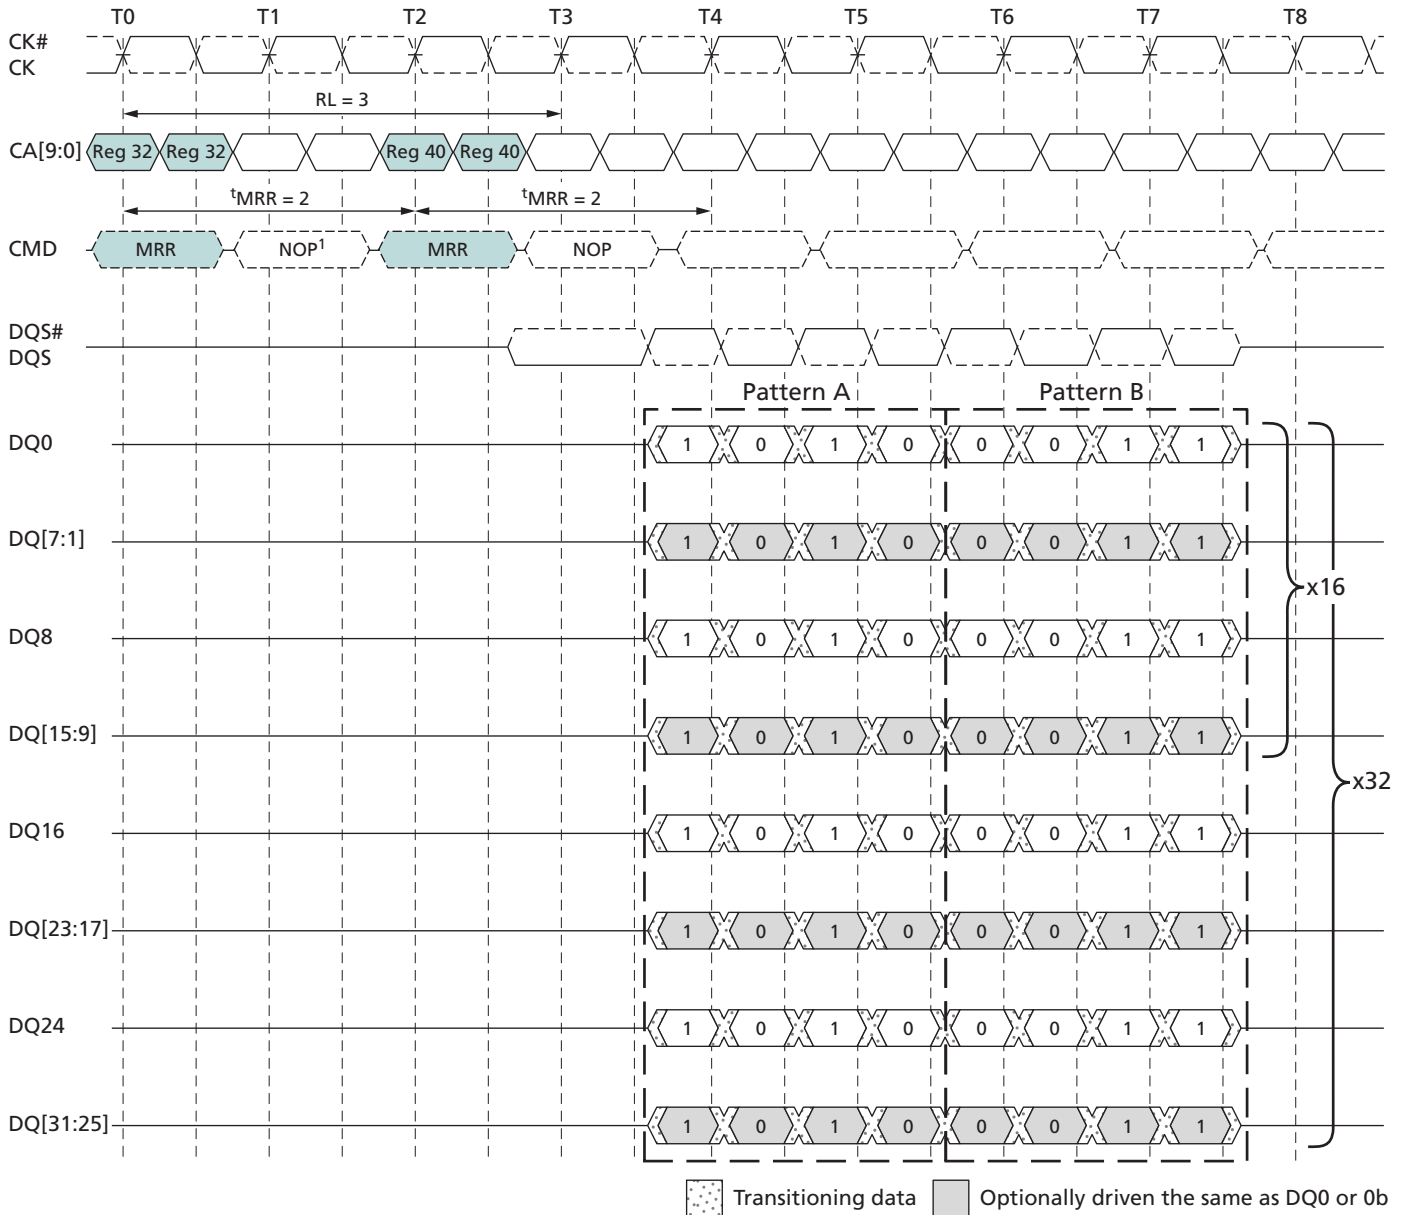 T0 T1 T2 T3 T4 T5 T6 T7 T8
CK#
CK
RL = 3
CA[9:0] Reg 32 Reg 32 Reg 40 Reg 40
tMRR = 2 tMRR = 2
CMD MRR NOP1 MRR NOP
DQS#
DQS
Pattern A Pattern B
DQ0 1 0 1 0 0 0 1 1
DQ[7:1] 1 0 1 0 0 0 1 1
x16
DQ8 1 0 1 0 0 0 1 1
DQ[15:9] 1 0 1 0 0 0 1 1
x32
DQ16 1 0 1 0 0 0 1 1
DQ[23:17] 1 0 1 0 0 0 1 1
DQ24 1 0 1 0 0 0 1 1
DQ[31:25] 1 0 1 0 0 0 1 1
Transitioning data Optionally driven the same as DQ0 or 0b